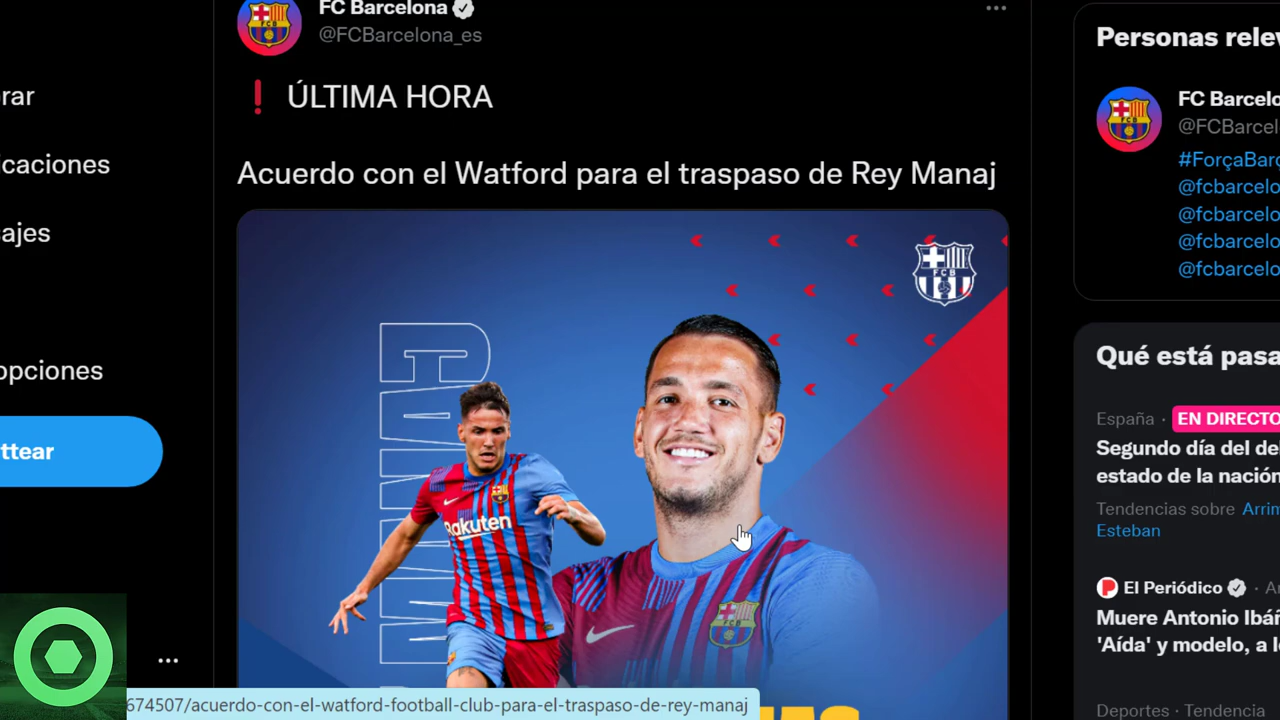 FC Barcelona
@FCBarcelona_es
❗ ÚLTIMA HORA
Acuerdo con el Watford para el traspaso de Rey Manaj
FCB
Rakuten
rar
icaciones
ajes
opciones
ttear
674507/acuerdo-con-el-watford-football-club-para-el-traspaso-de-rey-manaj
Personas rele
FC Barcelo
@FCBarcel
#ForçaBarç
@fcbarcelo
@fcbarcelo
@fcbarcelo
@fcbarcelo
Qué está pasa
España · EN DIRECTO
Segundo día del de
estado de la nación
Tendencias sobre Arrim
Esteban
El Periódico
Muere Antonio Ibáñ
'Aída' y modelo, a l
Deportes · Tendencia